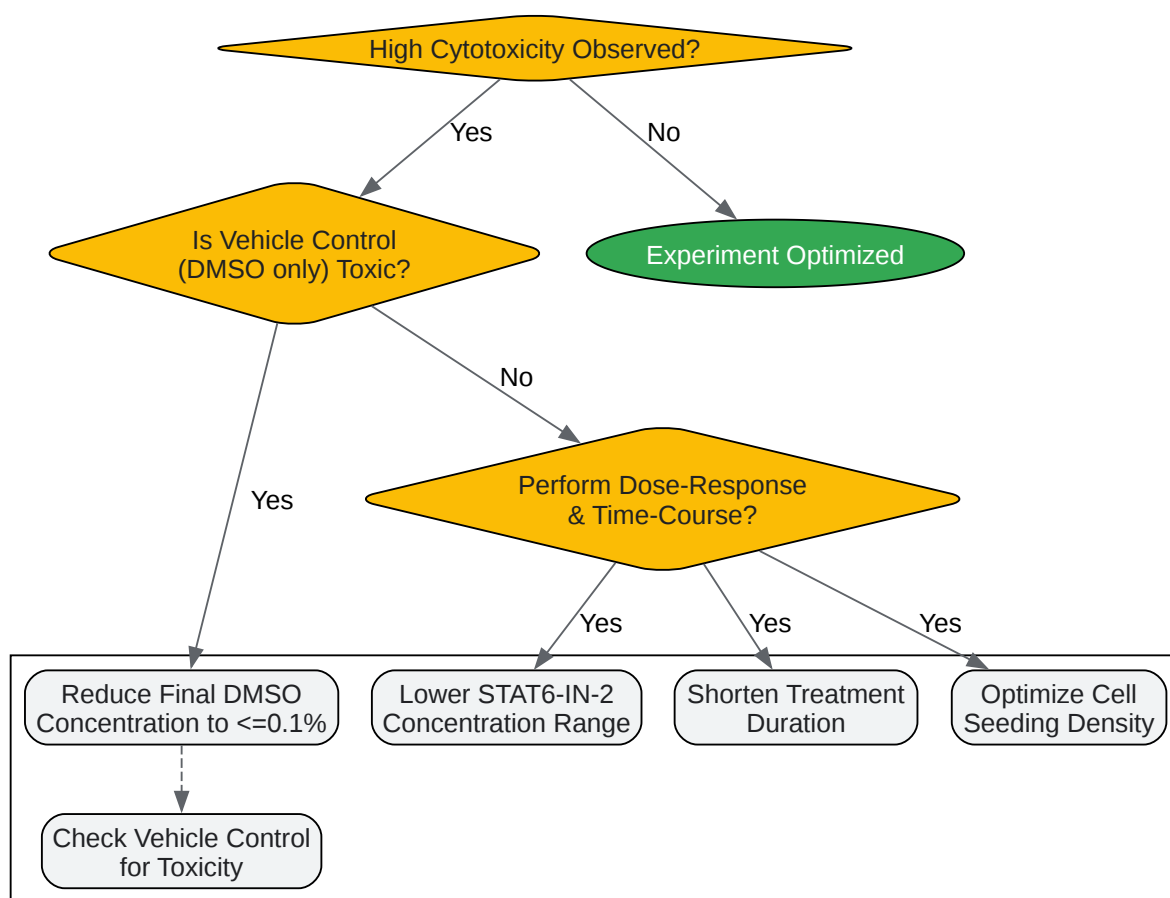 High Cytotoxicity Observed?
Yes
No
Is Vehicle Control
(DMSO only) Toxic?
Experiment Optimized
No
Yes
Perform Dose-Response
& Time-Course?
Yes
Yes
Yes
Reduce Final DMSO
Concentration to <=0.1%
Lower STAT6-IN-2
Concentration Range
Shorten Treatment
Duration
Optimize Cell
Seeding Density
Check Vehicle Control
for Toxicity